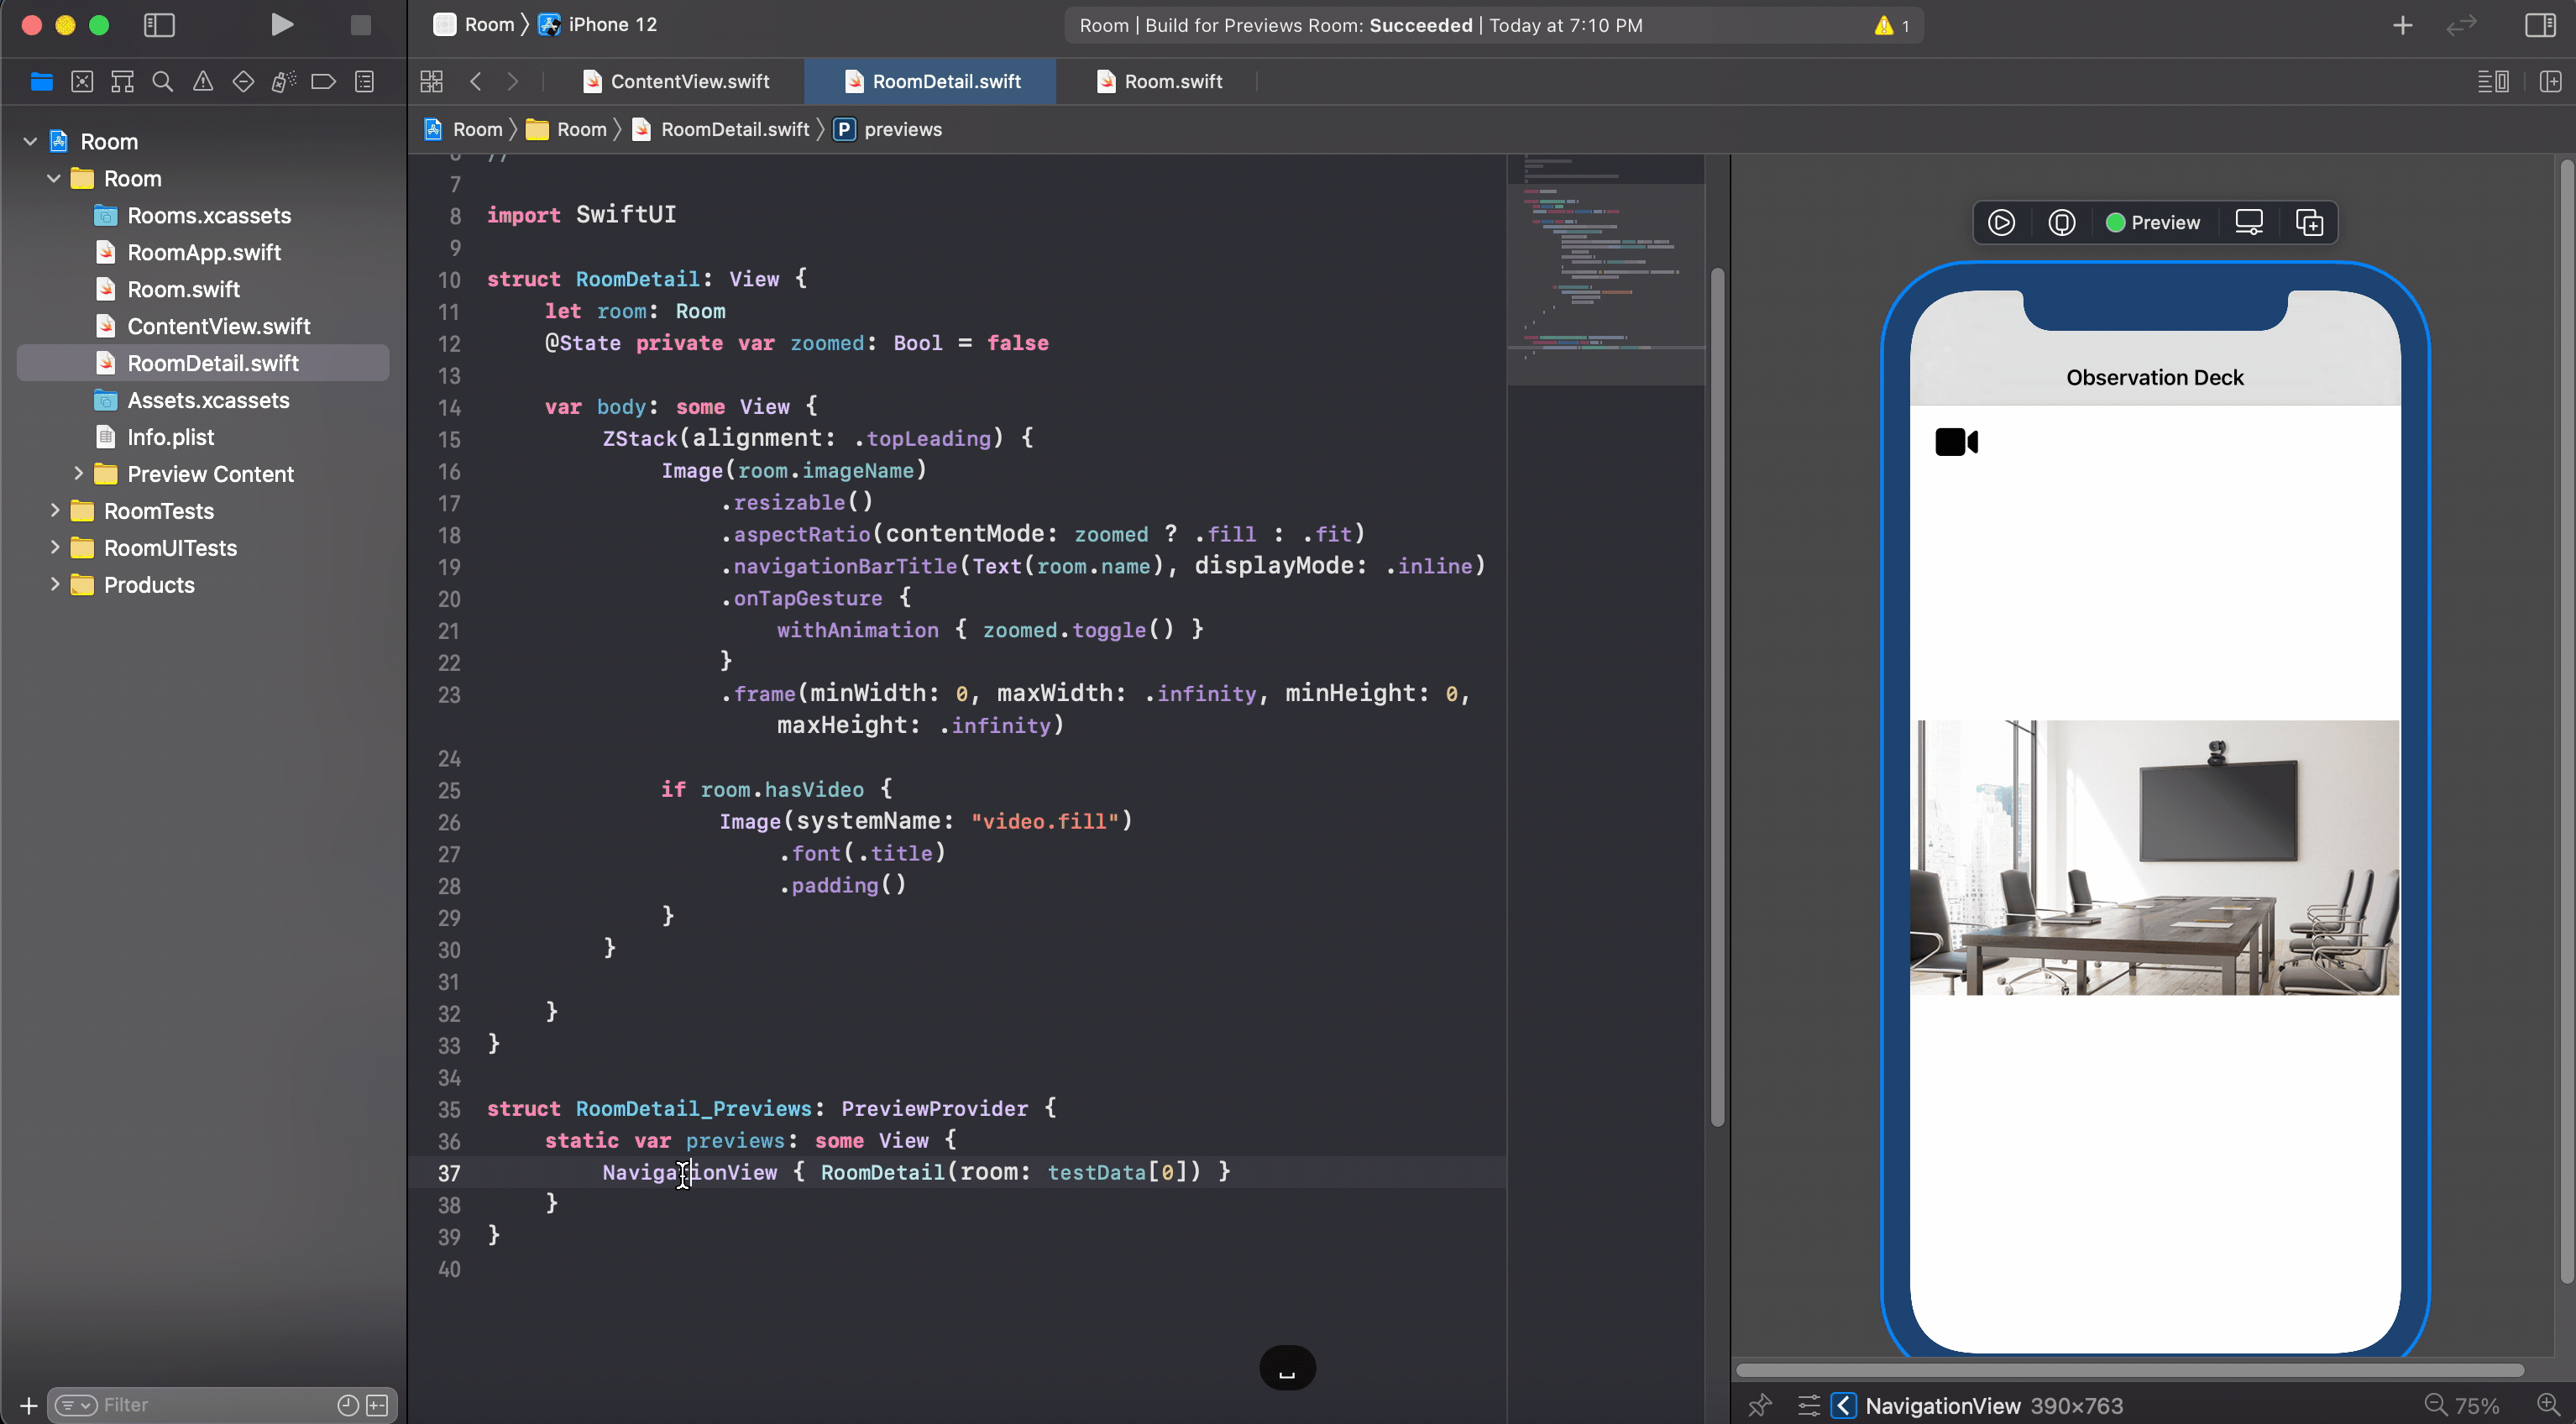 Room 〉 iPhone 12
Room | Build for Previews Room: Succeeded | Today at 7:10 PM
1
ContentView.swift
RoomDetail.swift
Room.swift
Room 〉 Room 〉 RoomDetail.swift 〉 P previews
Room
Room
Rooms.xcassets
RoomApp.swift
Room.swift
ContentView.swift
RoomDetail.swift
Assets.xcassets
Info.plist
Preview Content
RoomTests
RoomUITests
Products
Filter
6 //
7
8 import SwiftUI
9
10 struct RoomDetail: View {
11 let room: Room
12 @State private var zoomed: Bool = false
13
14 var body: some View {
15 ZStack(alignment: .topLeading) {
16 Image(room.imageName)
17 .resizable()
18 .aspectRatio(contentMode: zoomed ? .fill : .fit)
19 .navigationBarTitle(Text(room.name), displayMode: .inline)
20 .onTapGesture {
21 withAnimation { zoomed.toggle() }
22 }
23 .frame(minWidth: 0, maxWidth: .infinity, minHeight: 0,
maxHeight: .infinity)
24
25 if room.hasVideo {
26 Image(systemName: "video.fill")
27 .font(.title)
28 .padding()
29 }
30 }
31
32 }
33 }
34
35 struct RoomDetail_Previews: PreviewProvider {
36 static var previews: some View {
37 NavigationView { RoomDetail(room: testData[0]) }
38 }
39 }
40
Preview
Observation Deck
NavigationView 390×763
75%